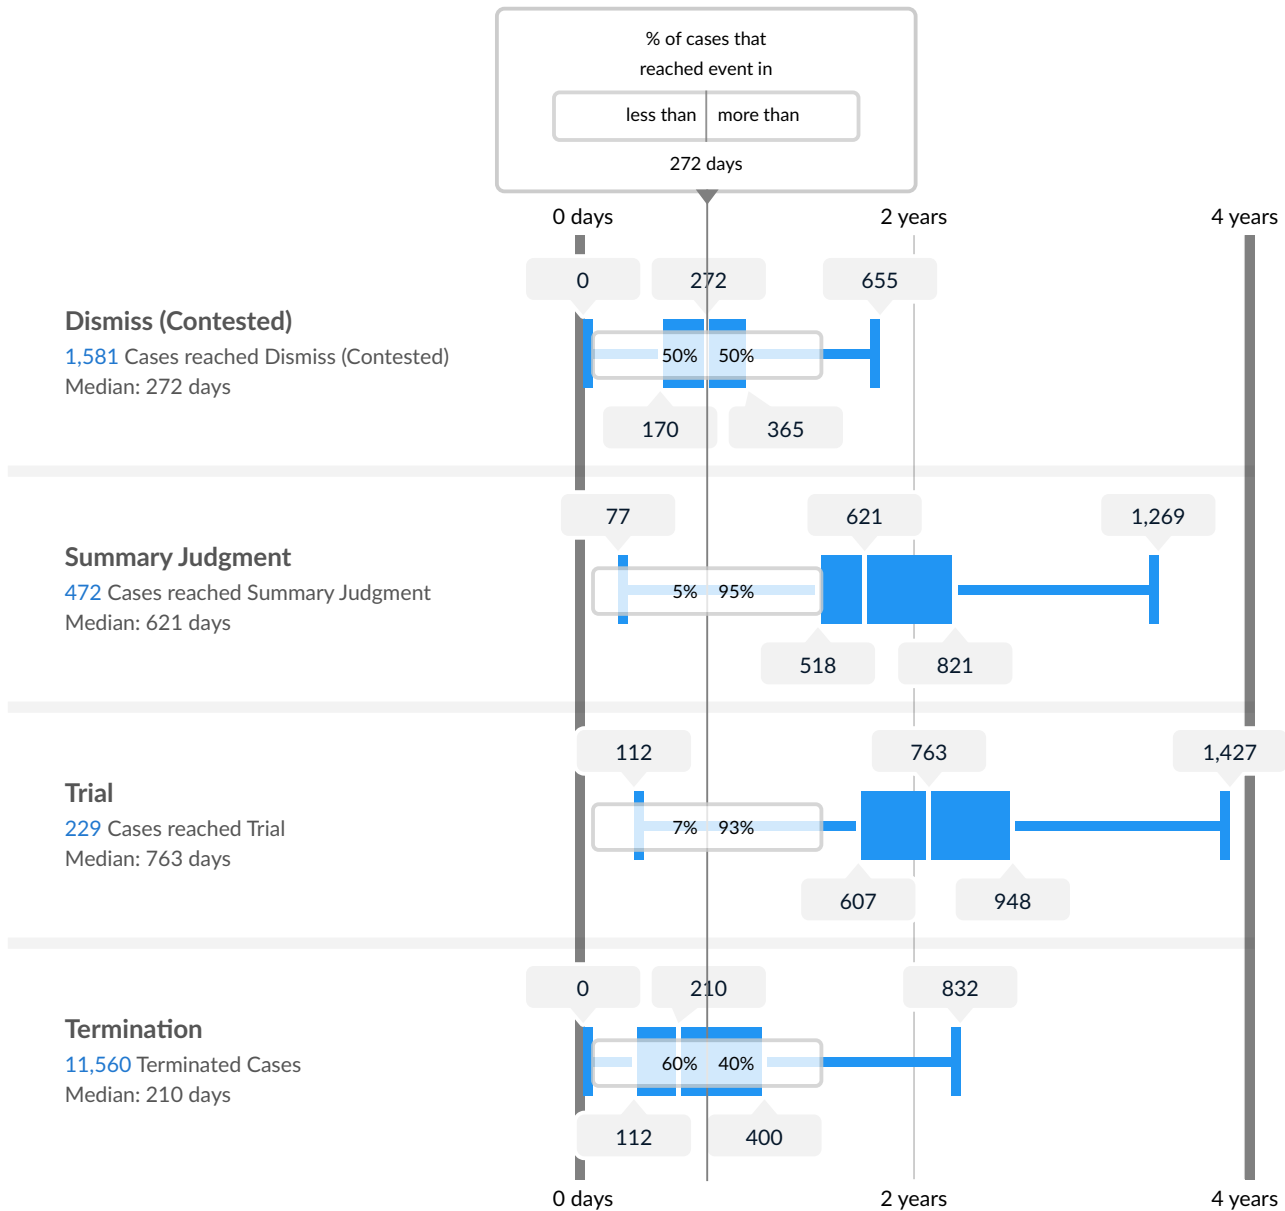 % of cases that
reached event in
less than more than
272 days
0 days 2 years 4 years
0 272 655
Dismiss (Contested)
1,581 Cases reached Dismiss (Contested)
50% 50%
Median: 272 days
170 365
77 621 1,269
Summary Judgment
472 Cases reached Summary Judgment
5% 95%
Median: 621 days
518 821
112 763 1,427
Trial
229 Cases reached Trial
7% 93%
Median: 763 days
607 948
0 210 832
Termination
11,560 Terminated Cases
60% 40%
Median: 210 days
112 400
0 days 2 years 4 years